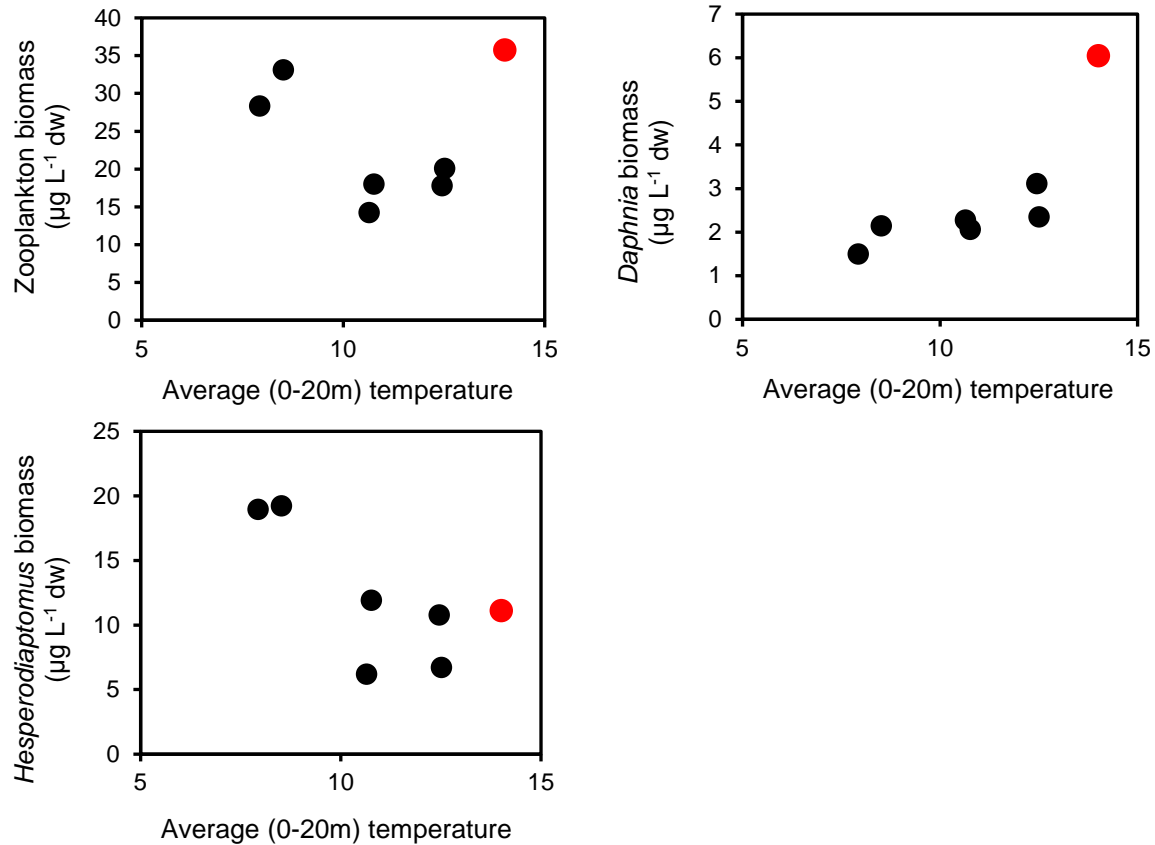 Zooplankton biomass
(µg L⁻¹ dw)
40
35
30
25
20
15
10
5
0
5 10 15
Average (0-20m) temperature
Daphnia biomass
(µg L⁻¹ dw)
7
6
5
4
3
2
1
0
5 10 15
Average (0-20m) temperature
Hesperodiaptomus biomass
(µg L⁻¹ dw)
25
20
15
10
5
0
5 10 15
Average (0-20m) temperature